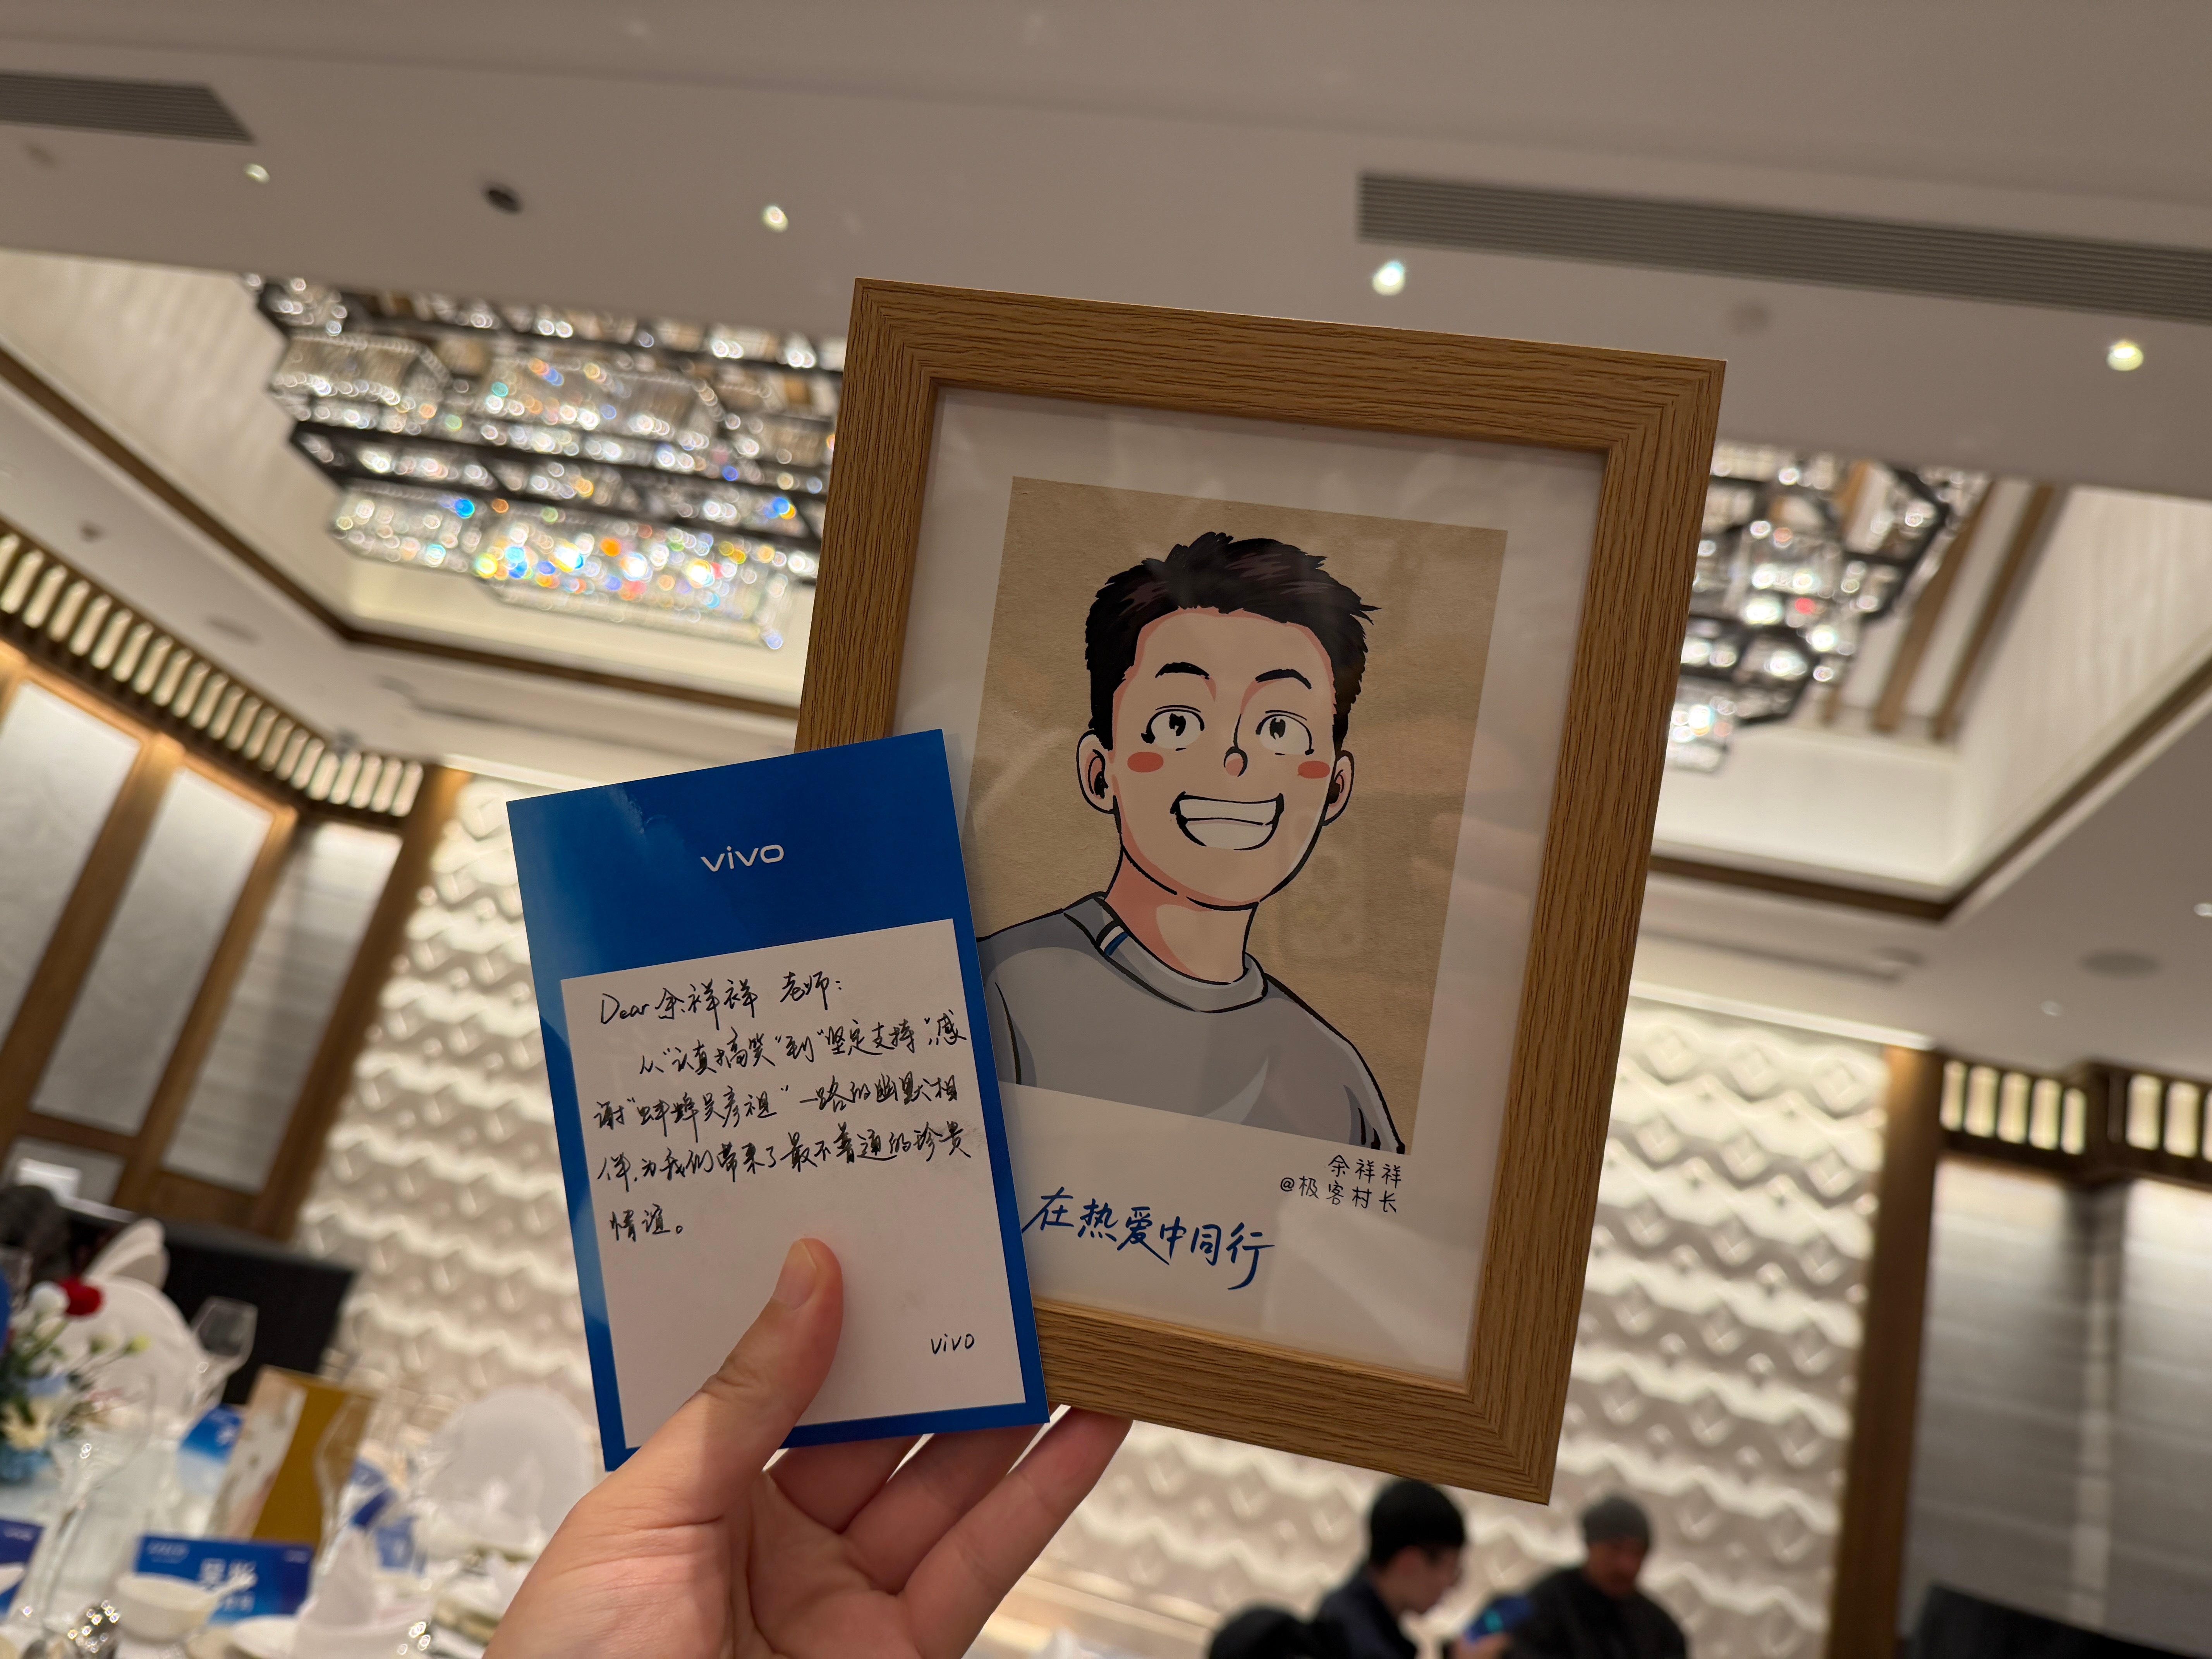 vivo
Dear 余祥祥 老师：
从“认真搞笑”到“坚定支持”，感
谢“蚌埠吴彦祖”一路的幽默相
伴，为我们带来了最不普通的珍贵
情谊。
vivo
余祥祥
@极客村长
在热爱中同行